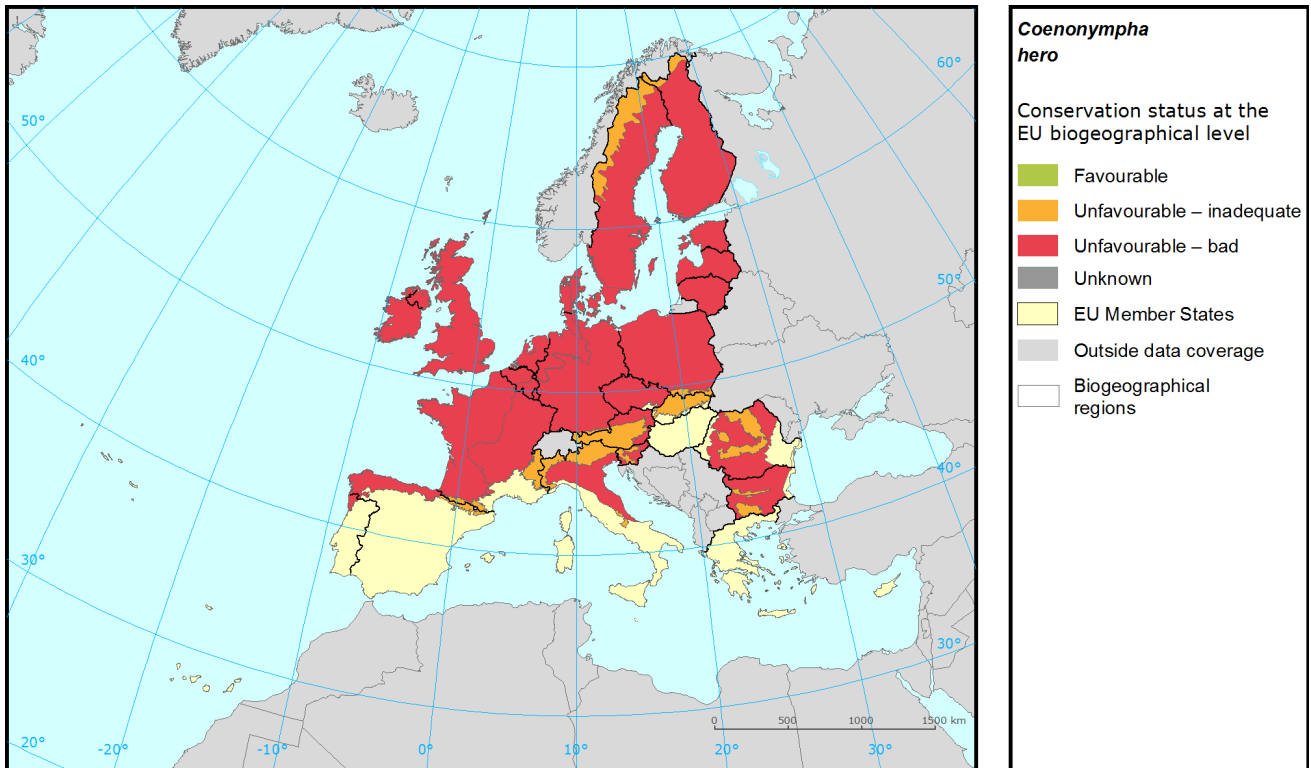 60°
50°
50°
40°
40°
30°
30°
20°
-20°
-10°
0°
10°
20°
30°
0
500
1000
1500 km
Coenonympha
hero
Conservation status at the
EU biogeographical level
Favourable
Unfavourable – inadequate
Unfavourable – bad
Unknown
EU Member States
Outside data coverage
Biogeographical
regions